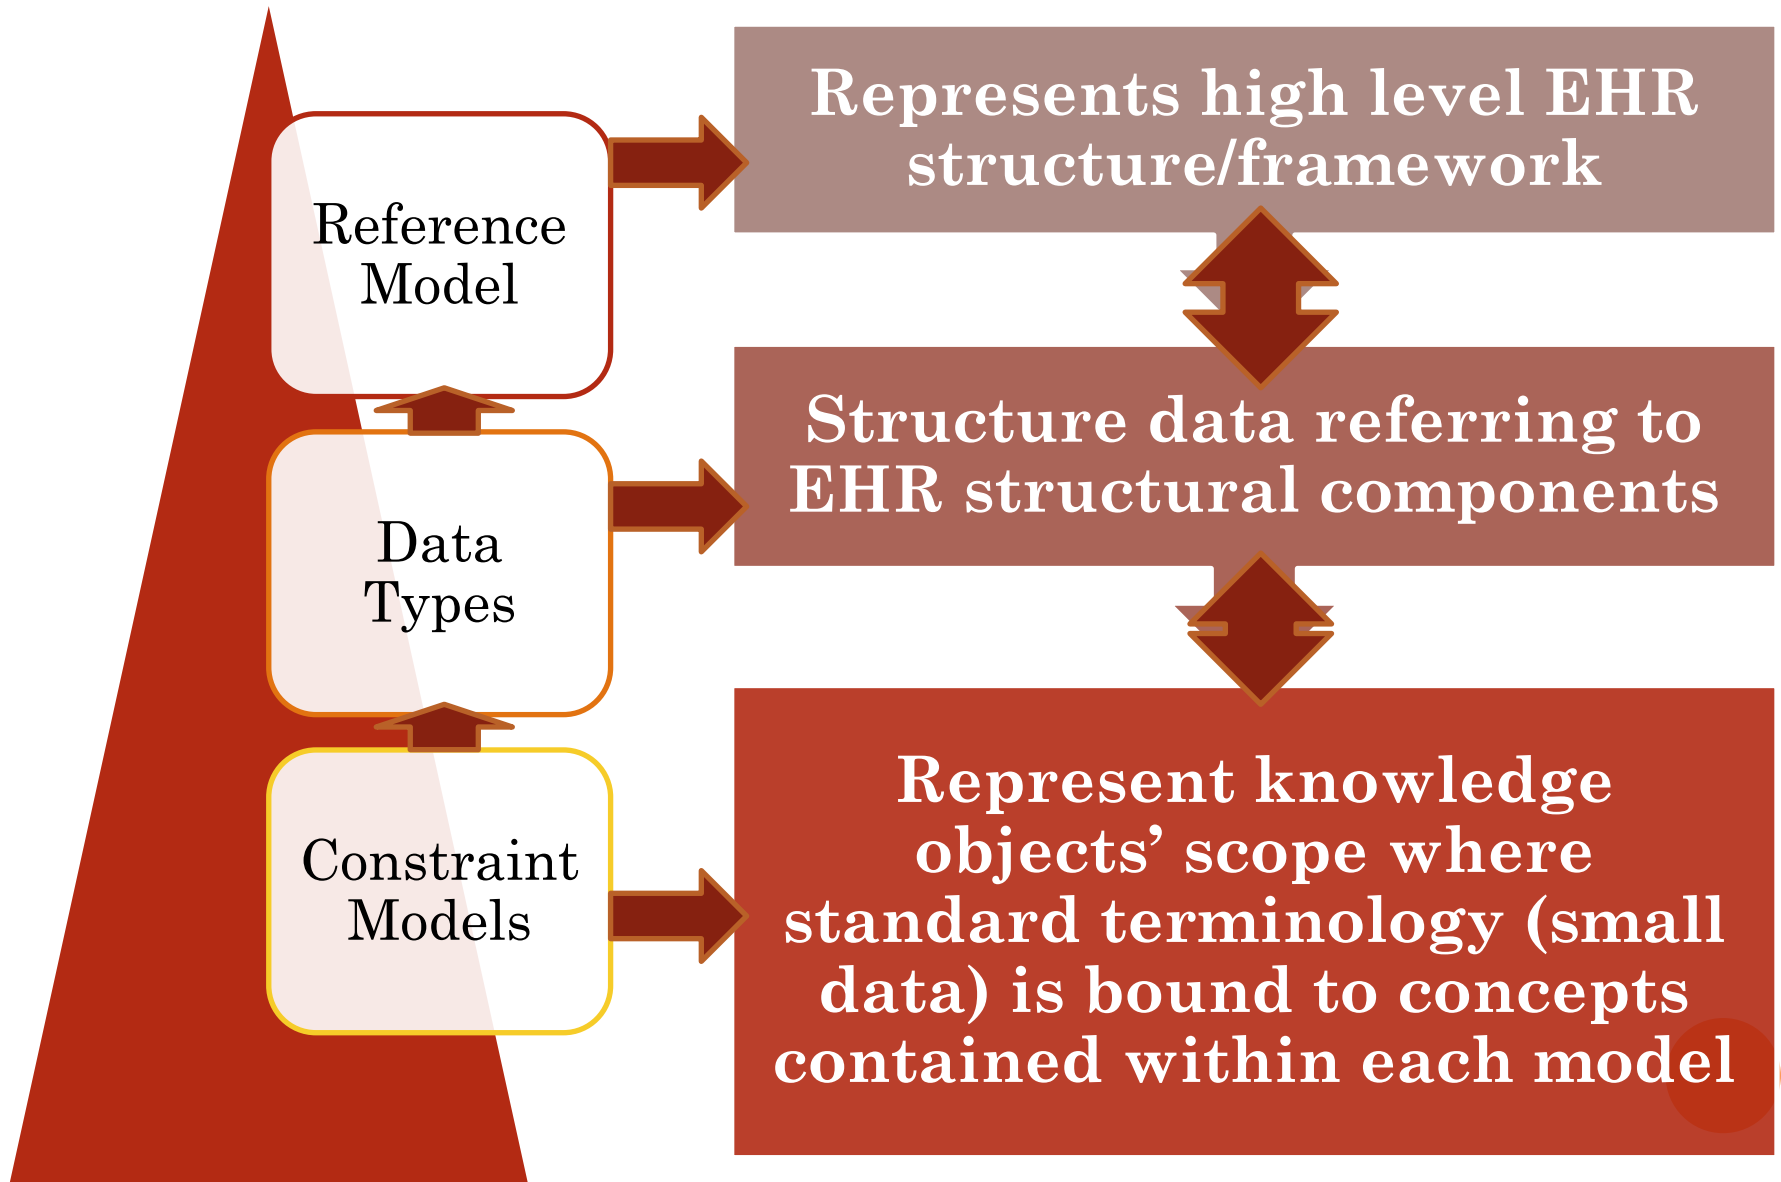 Reference
Model
Represents high level EHR
structure/framework
Data
Types
Structure data referring to
EHR structural components
Constraint
Models
Represent knowledge
objects’ scope where
standard terminology (small
data) is bound to concepts
contained within each model